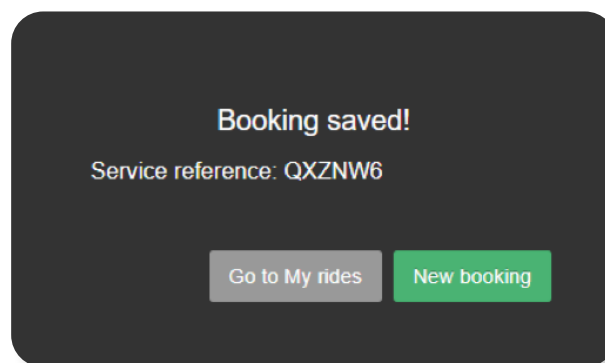 Booking saved!
Service reference: QXZNW6
Go to My rides
New booking